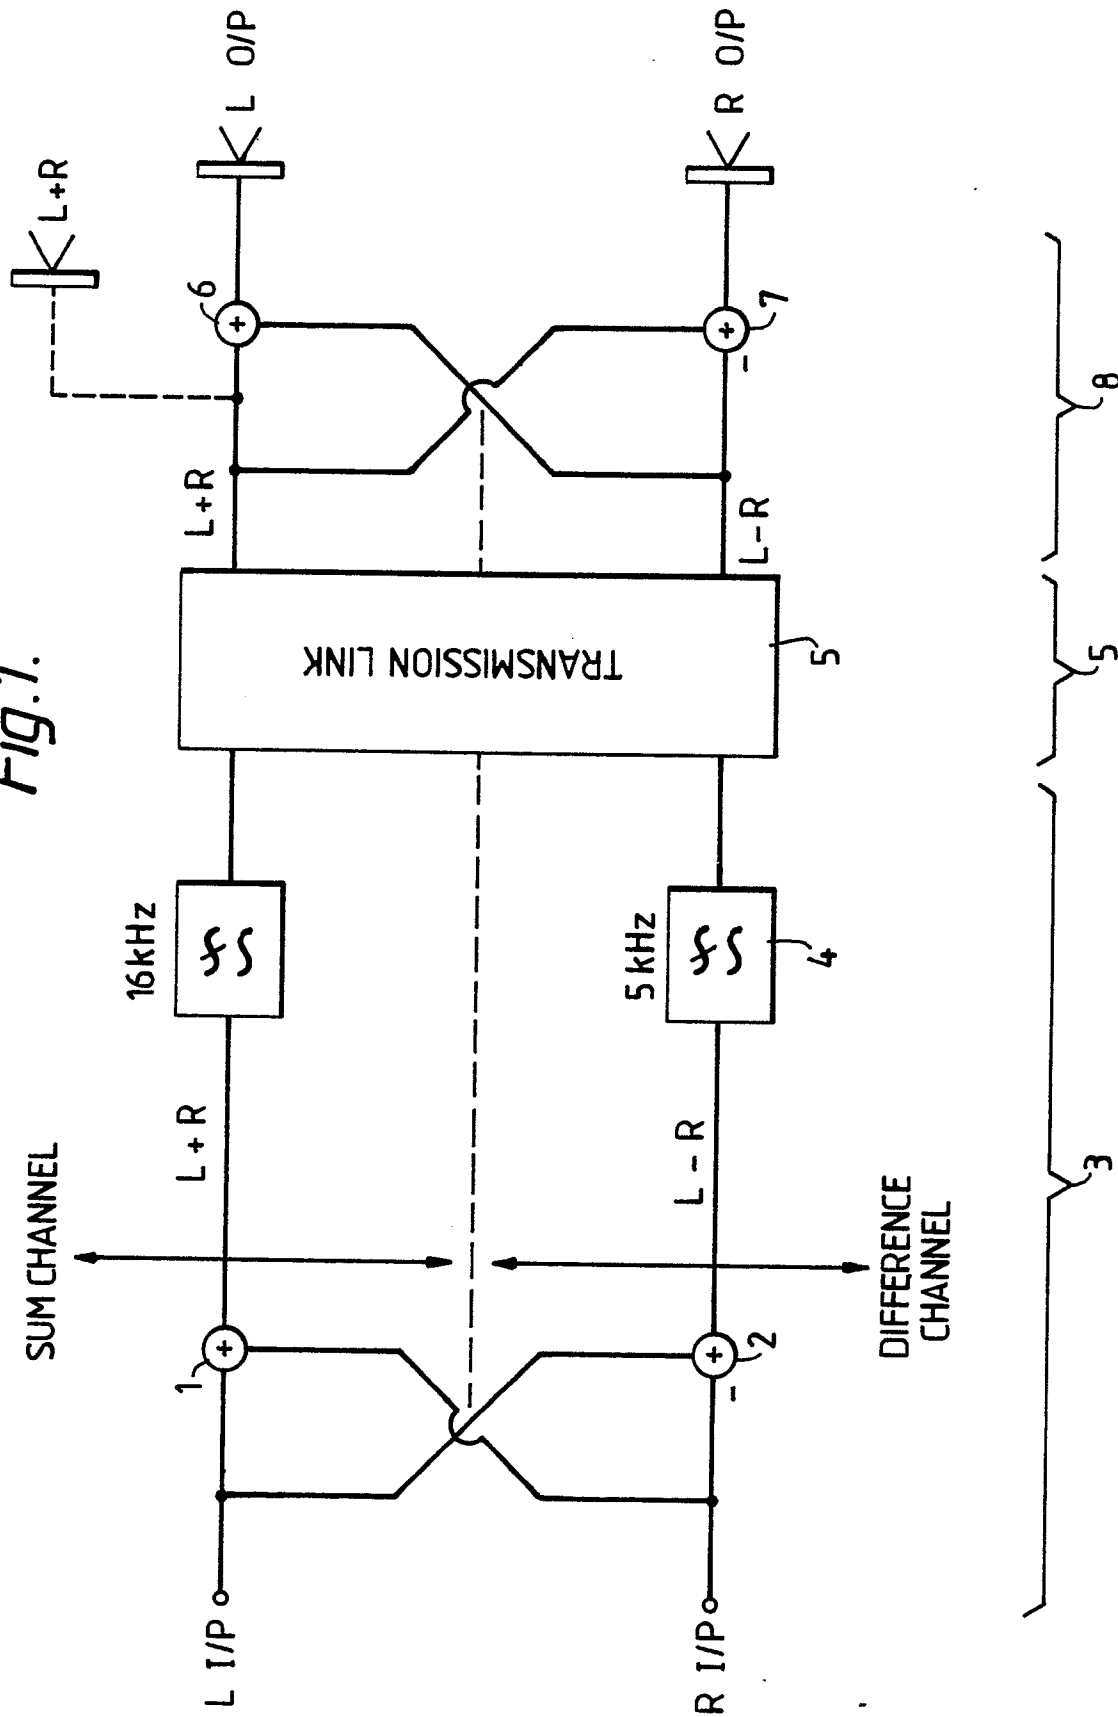 Fig.1.
SUM CHANNEL
L+R
L I/P
1
L+R
16kHz
L+R
6
L O/P
TRANSMISSION LINK
R I/P
2
L-R
5kHz
4
5
L-R
7
R O/P
-
-
+
+
+
+
DIFFERENCE
CHANNEL
3
5
8